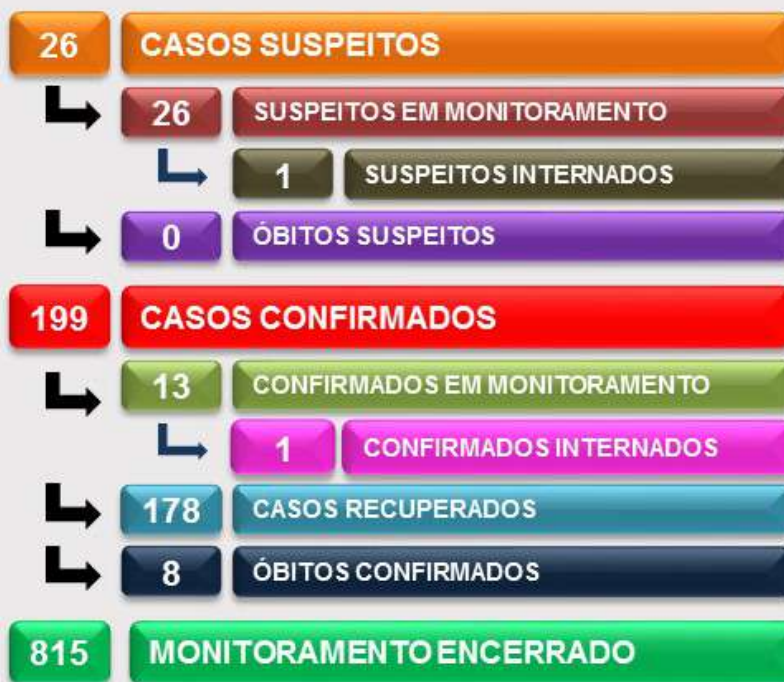 26 CASOS SUSPEITOS
26 SUSPEITOS EM MONITORAMENTO
1 SUSPEITOS INTERNADOS
0 ÓBITOS SUSPEITOS
199 CASOS CONFIRMADOS
13 CONFIRMADOS EM MONITORAMENTO
1 CONFIRMADOS INTERNADOS
178 CASOS RECUPERADOS
8 ÓBITOS CONFIRMADOS
815 MONITORAMENTO ENCERRADO